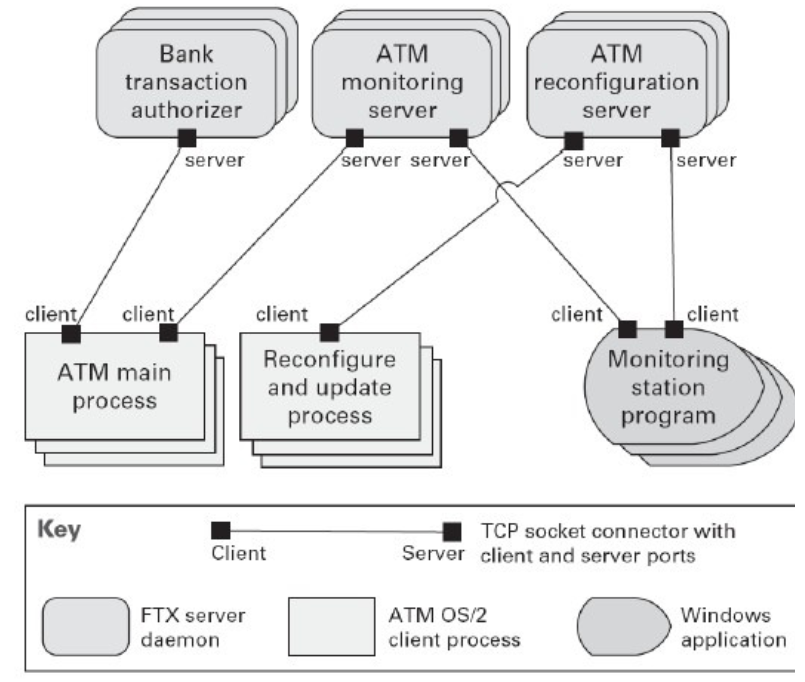 Bank
transaction
authorizer
ATM
monitoring
server
ATM
reconfiguration
server
server
server
server
server
server
client
client
client
client
client
ATM main
process
Reconfigure
and update
process
Monitoring
station
program
Key
Client
Server
TCP socket connector with
client and server ports
FTX server
daemon
ATM OS/2
client process
Windows
application